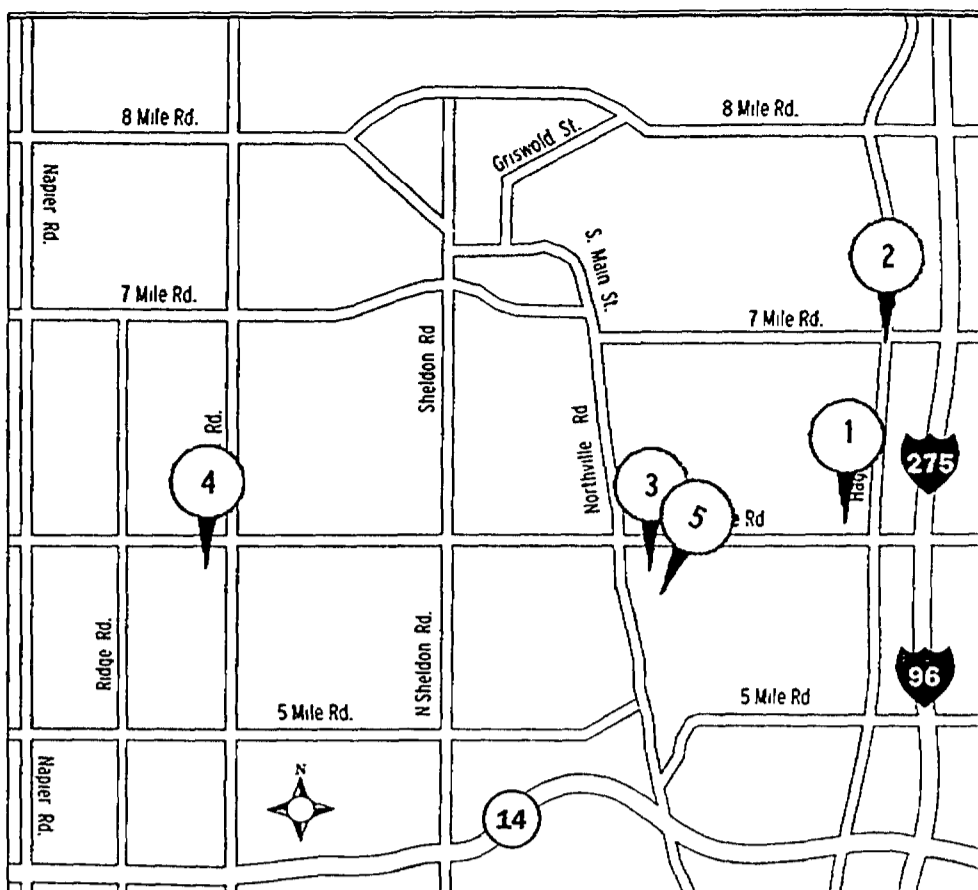 8 Mile Rd.
8 Mile Rd.
Griswold St.
Napier Rd.
S. Main St.
2
7 Mile Rd.
7 Mile Rd.
Sheldon Rd
Rd.
Northville Rd
1
275
4
3
5
e Rd
Hag
Ridge Rd.
N Sheldon Rd.
96
5 Mile Rd.
5 Mile Rd
Napier Rd.
N
14